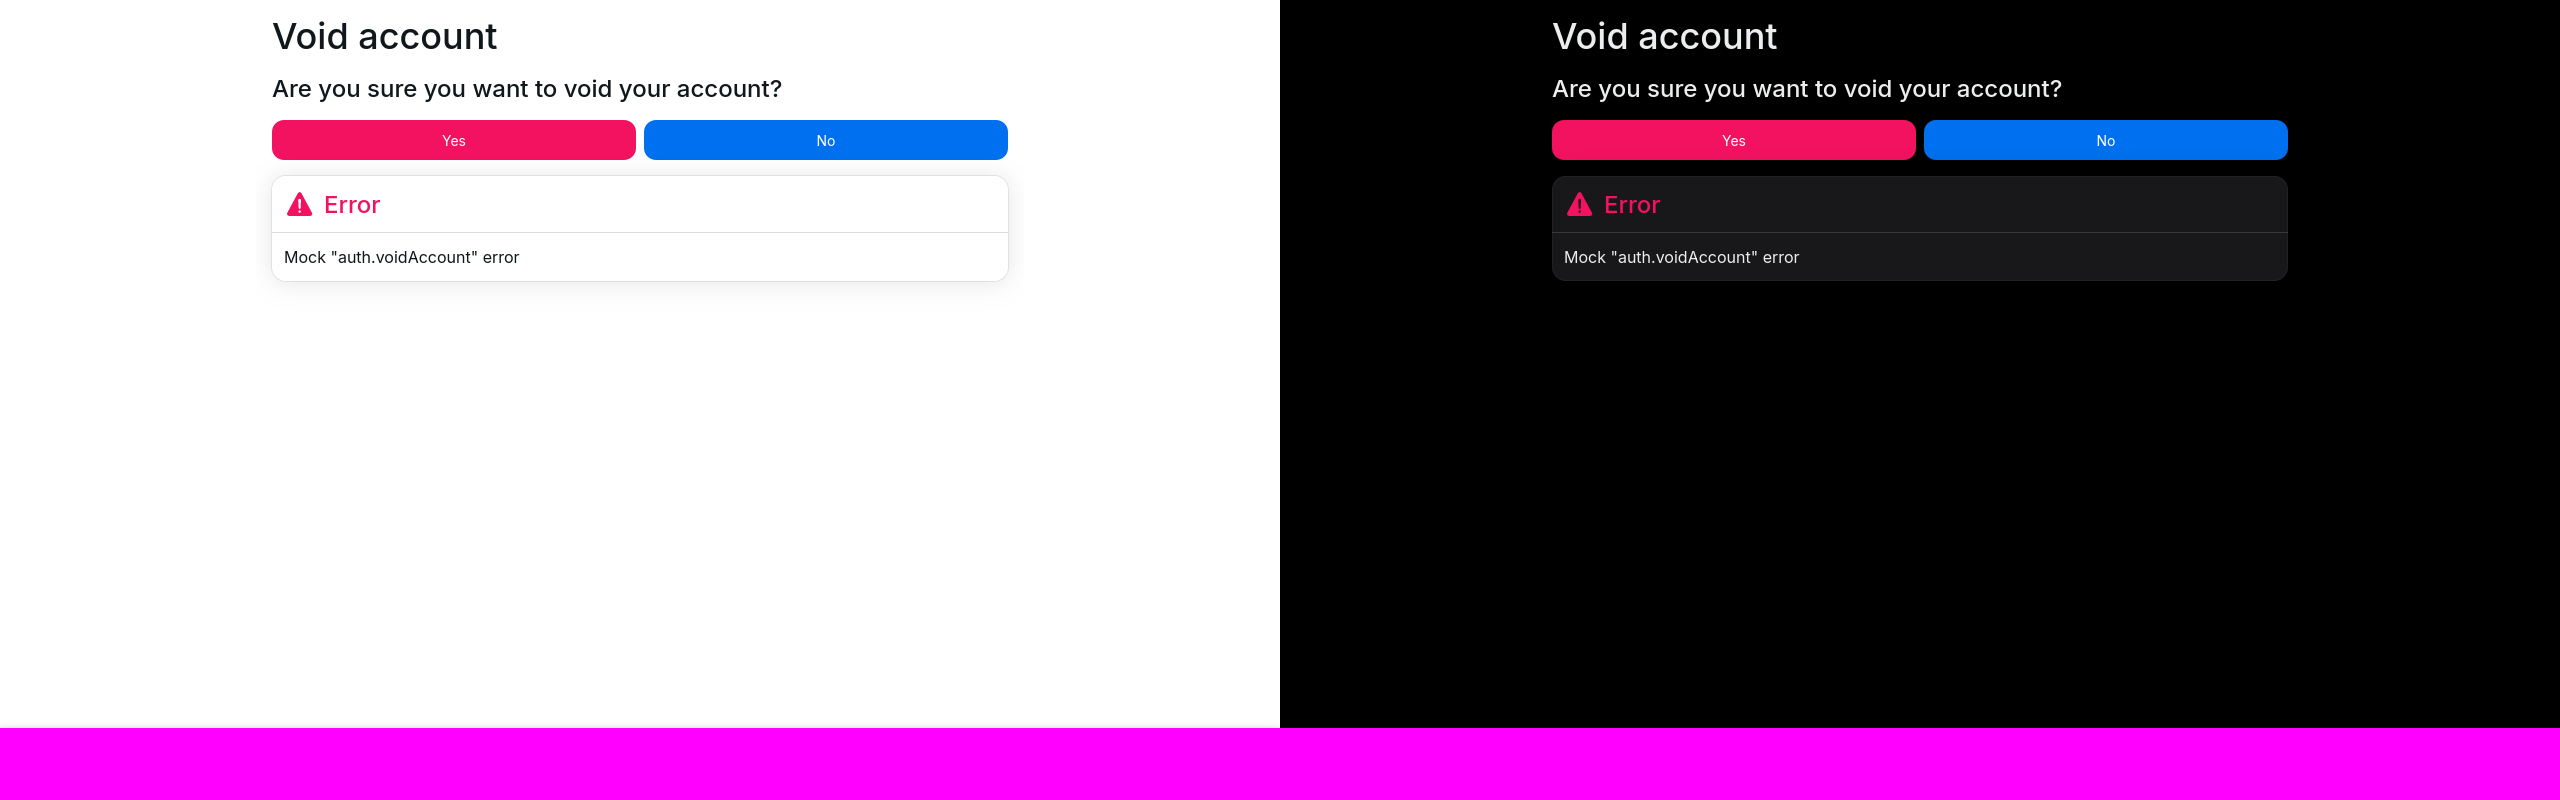 Void account
Are you sure you want to void your account?
Yes
No
Error
Mock "auth.voidAccount" error
Void account
Are you sure you want to void your account?
Yes
No
Error
Mock "auth.voidAccount" error